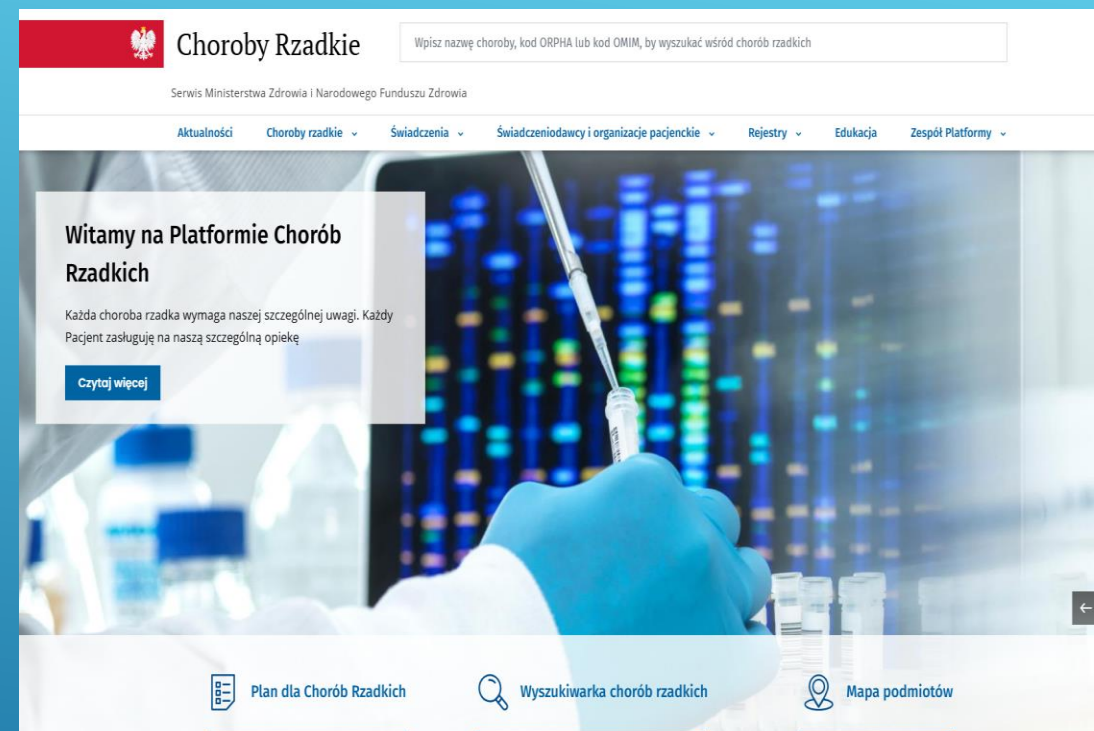 Choroby Rzadkie
Wpisz nazwę choroby, kod ORPHA lub kod OMIM, by wyszukać wśród chorób rzadkich
Serwis Ministerstwa Zdrowia i Narodowego Funduszu Zdrowia
Aktualności Choroby rzadkie Świadczenia Świadczeniodawcy i organizacje pacjenckie Rejestry Edukacja Zespół Platformy
Witamy na Platformie Chorób
Rzadkich
Każda choroba rzadka wymaga naszej szczególnej uwagi. Każdy
Pacjent zasługuję na naszą szczególną opiekę
Czytaj więcej
Plan dla Chorób Rzadkich Wyszukiwarka chorób rzadkich Mapa podmiotów